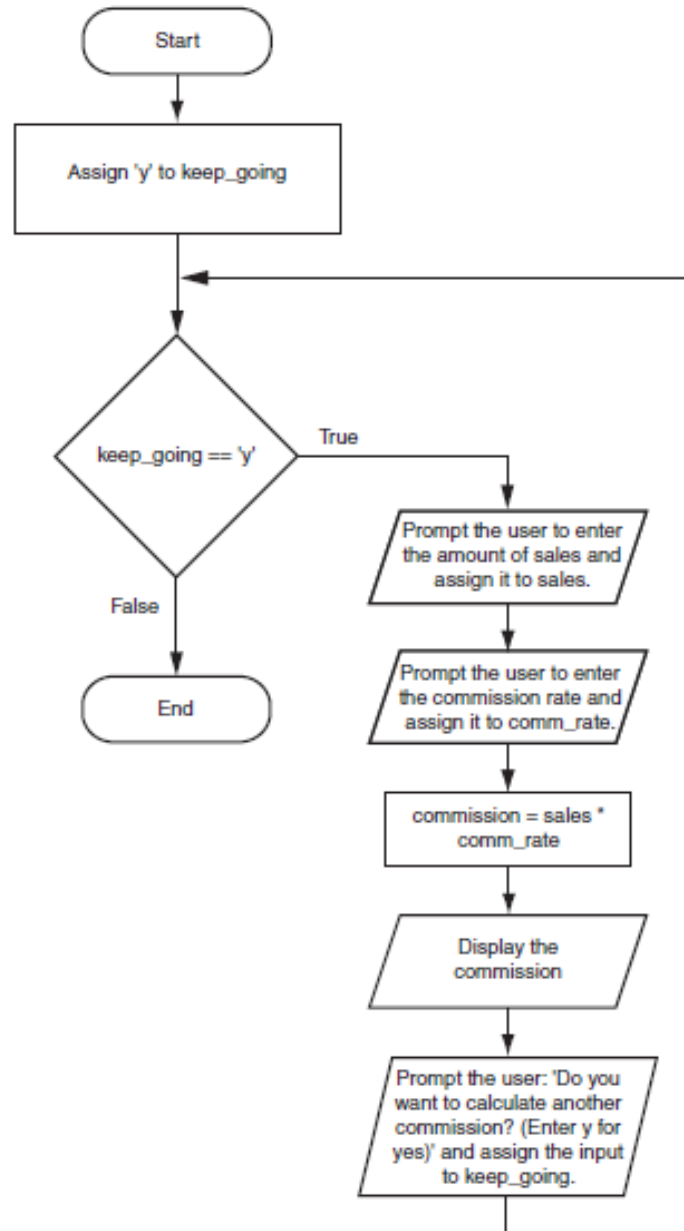 Start
Assign 'y' to keep_going
keep_going == 'y'
True
False
End
Prompt the user to enter
the amount of sales and
assign it to sales.
Prompt the user to enter
the commission rate and
assign it to comm_rate.
commission = sales *
comm_rate
Display the
commission
Prompt the user: 'Do you
want to calculate another
commission? (Enter y for
yes)' and assign the input
to keep_going.